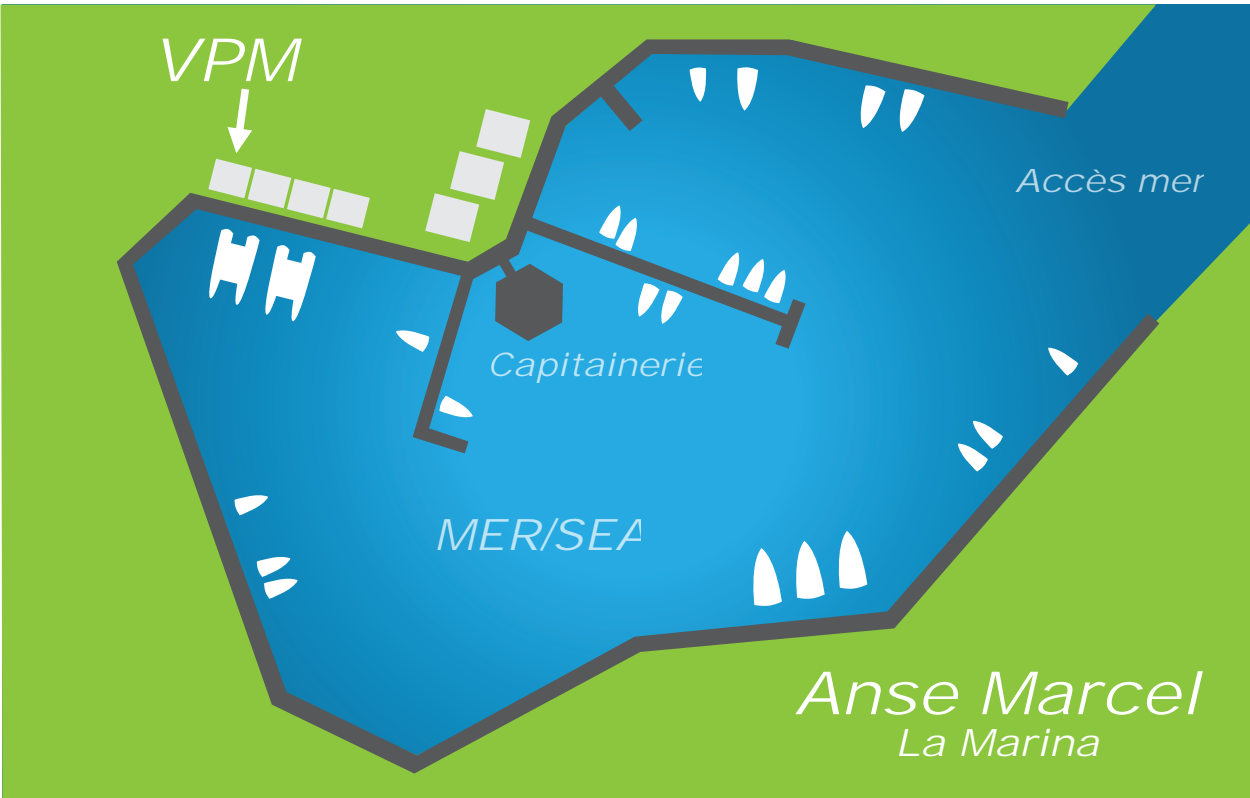 VPM
Accès mer
Capitainerie
MER/SEA
Anse Marcel
La Marina